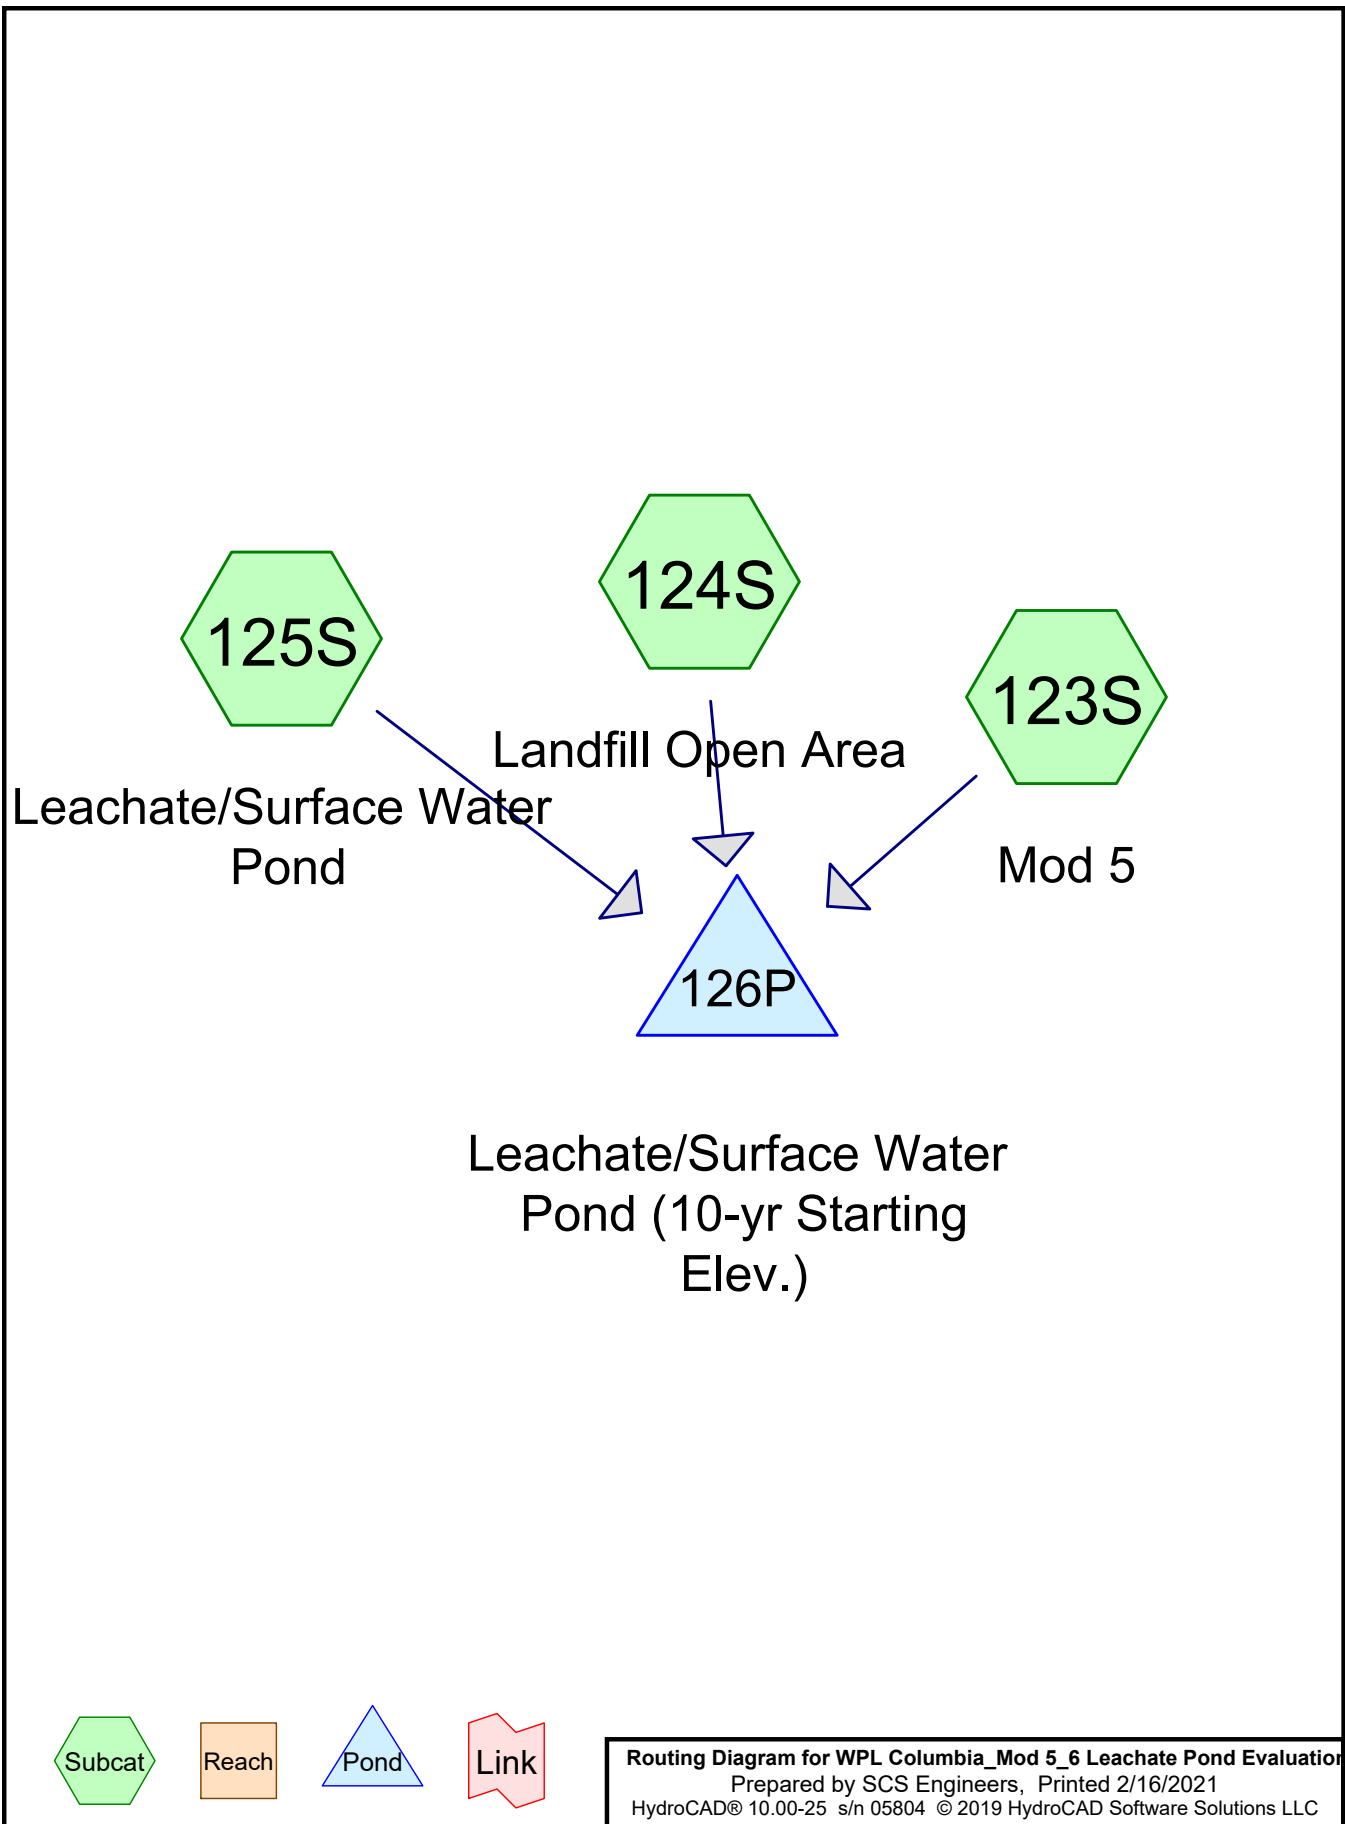 124S
125S
123S
Landfill Open Area
Leachate/Surface Water
Pond
Mod 5
126P
Leachate/Surface Water
Pond (10-yr Starting
Elev.)
Subcat
Reach
Pond
Link
Routing Diagram for WPL Columbia_Mod 5_6 Leachate Pond Evaluation
Prepared by SCS Engineers, Printed 2/16/2021
HydroCAD® 10.00-25 s/n 05804 © 2019 HydroCAD Software Solutions LLC